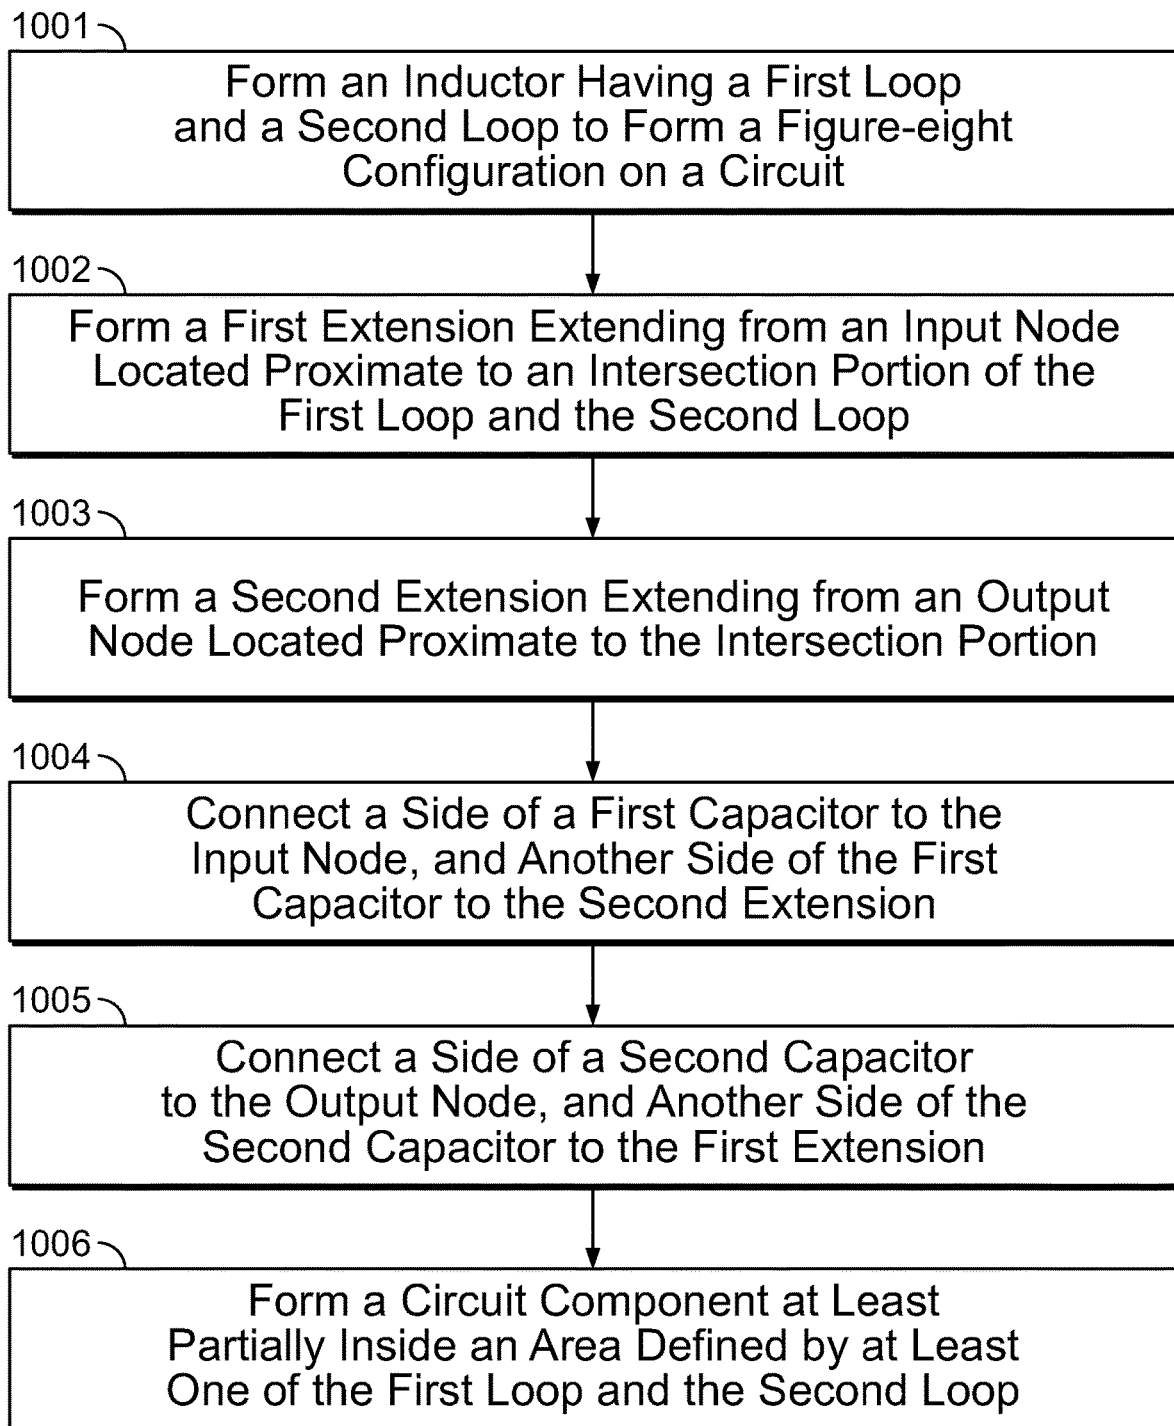 1001
Form an Inductor Having a First Loop
and a Second Loop to Form a Figure-eight
Configuration on a Circuit
1002
Form a First Extension Extending from an Input Node
Located Proximate to an Intersection Portion of the
First Loop and the Second Loop
1003
Form a Second Extension Extending from an Output
Node Located Proximate to the Intersection Portion
1004
Connect a Side of a First Capacitor to the
Input Node, and Another Side of the First
Capacitor to the Second Extension
1005
Connect a Side of a Second Capacitor
to the Output Node, and Another Side of the
Second Capacitor to the First Extension
1006
Form a Circuit Component at Least
Partially Inside an Area Defined by at Least
One of the First Loop and the Second Loop